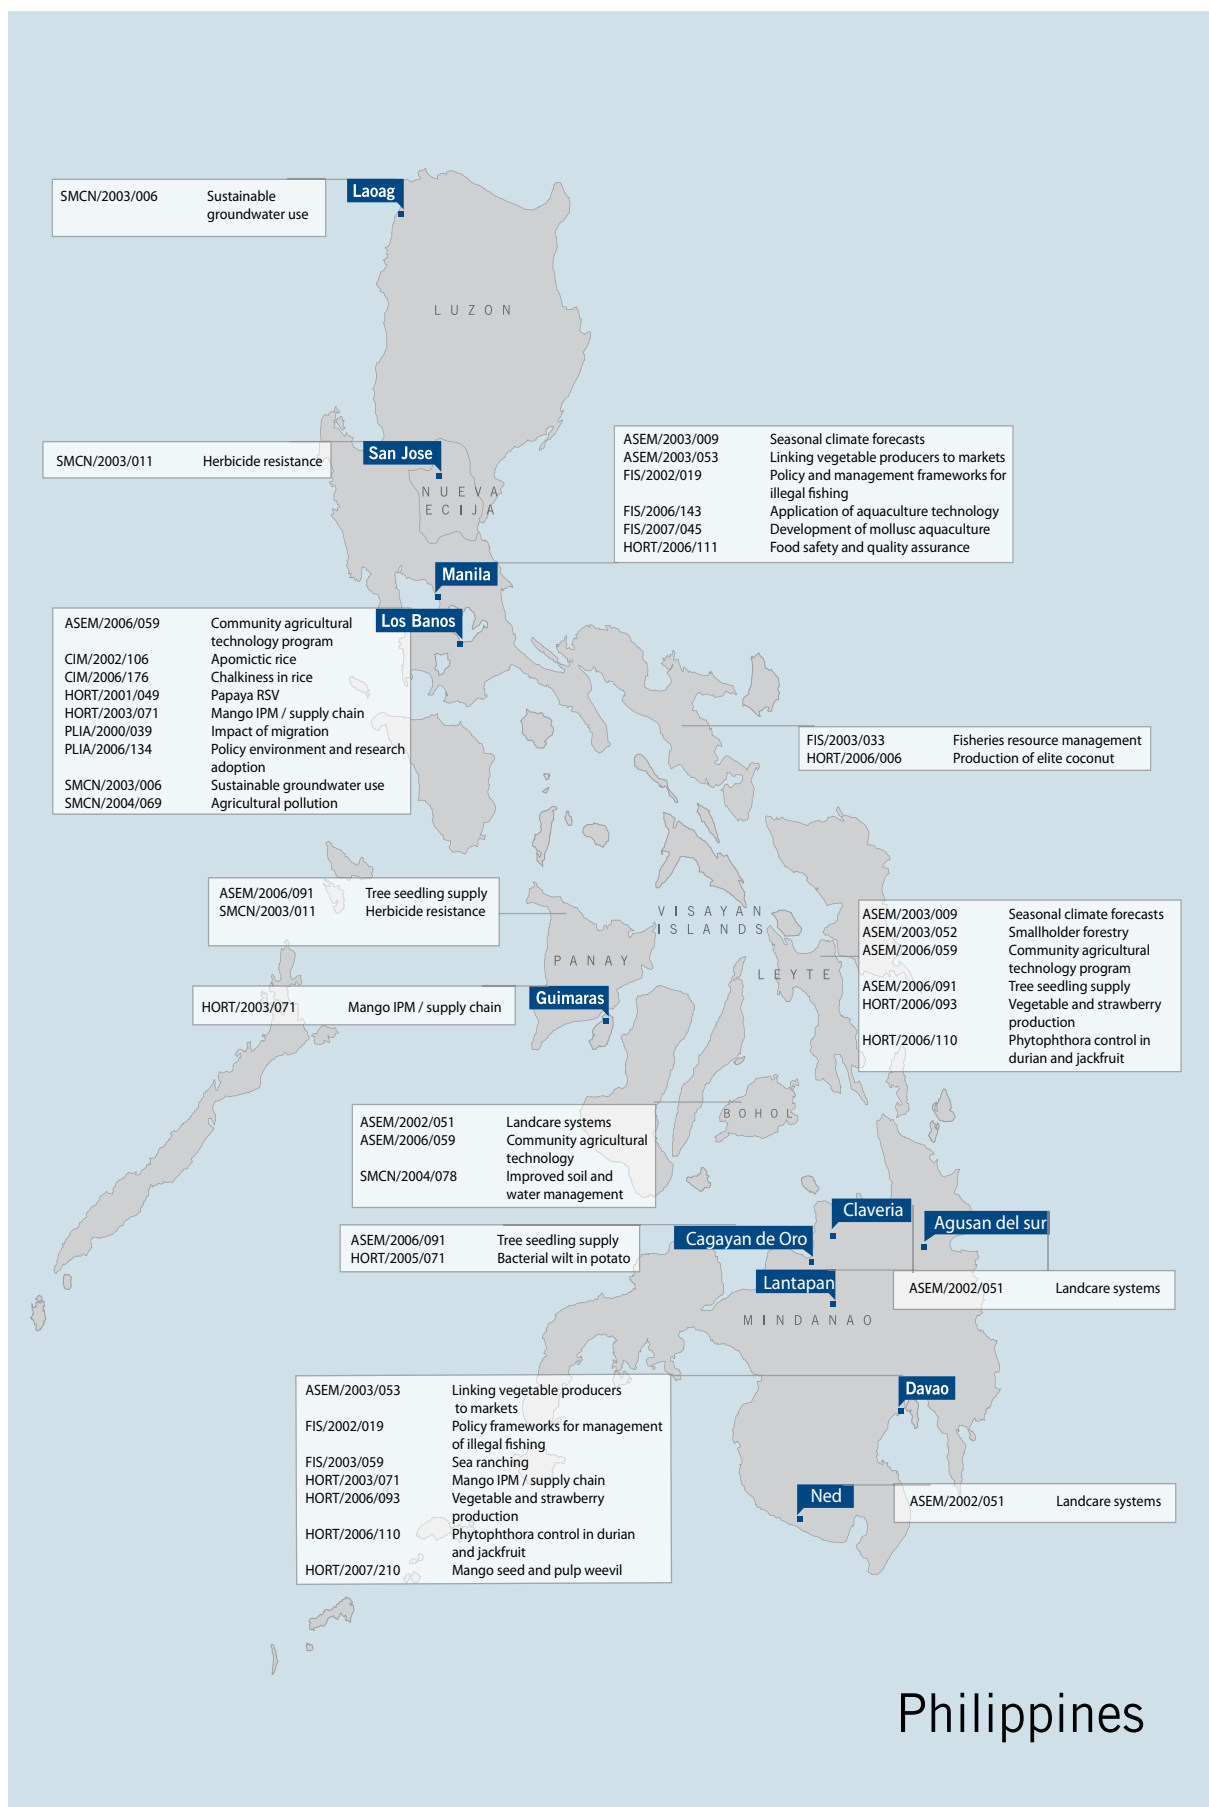 SMCN/2003/006 Sustainable
groundwater use
Laoag
LUZON
SMCN/2003/011 Herbicide resistance
San Jose
NUEVA
ECIJA
ASEM/2003/009 Seasonal climate forecasts
ASEM/2003/053 Linking vegetable producers to markets
FIS/2002/019 Policy and management frameworks for
illegal fishing
FIS/2006/143 Application of aquaculture technology
FIS/2007/045 Development of mollusc aquaculture
HORT/2006/111 Food safety and quality assurance
Manila
Los Banos
ASEM/2006/059 Community agricultural
technology program
CIM/2002/106 Apomictic rice
CIM/2006/176 Chalkiness in rice
HORT/2001/049 Papaya RSV
HORT/2003/071 Mango IPM / supply chain
PLIA/2000/039 Impact of migration
PLIA/2006/134 Policy environment and research
adoption
SMCN/2003/006 Sustainable groundwater use
SMCN/2004/069 Agricultural pollution
FIS/2003/033 Fisheries resource management
HORT/2006/006 Production of elite coconut
ASEM/2006/091 Tree seedling supply
SMCN/2003/011 Herbicide resistance
VISAYAN
ISLANDS
PANAY
LEYTE
ASEM/2003/009 Seasonal climate forecasts
ASEM/2003/052 Smallholder forestry
ASEM/2006/059 Community agricultural
technology program
ASEM/2006/091 Tree seedling supply
HORT/2006/093 Vegetable and strawberry
production
HORT/2006/110 Phytophthora control in
durian and jackfruit
HORT/2003/071 Mango IPM / supply chain
Guimaras
BOHOL
ASEM/2002/051 Landcare systems
ASEM/2006/059 Community agricultural
technology
SMCN/2004/078 Improved soil and
water management
Claveria
Agusan del sur
ASEM/2006/091 Tree seedling supply
HORT/2005/071 Bacterial wilt in potato
Cagayan de Oro
Lantapan
ASEM/2002/051 Landcare systems
MINDANAO
ASEM/2003/053 Linking vegetable producers
to markets
FIS/2002/019 Policy frameworks for management
of illegal fishing
FIS/2003/059 Sea ranching
HORT/2003/071 Mango IPM / supply chain
HORT/2006/093 Vegetable and strawberry
production
HORT/2006/110 Phytophthora control in durian
and jackfruit
HORT/2007/210 Mango seed and pulp weevil
Davao
Ned
ASEM/2002/051 Landcare systems
Philippines